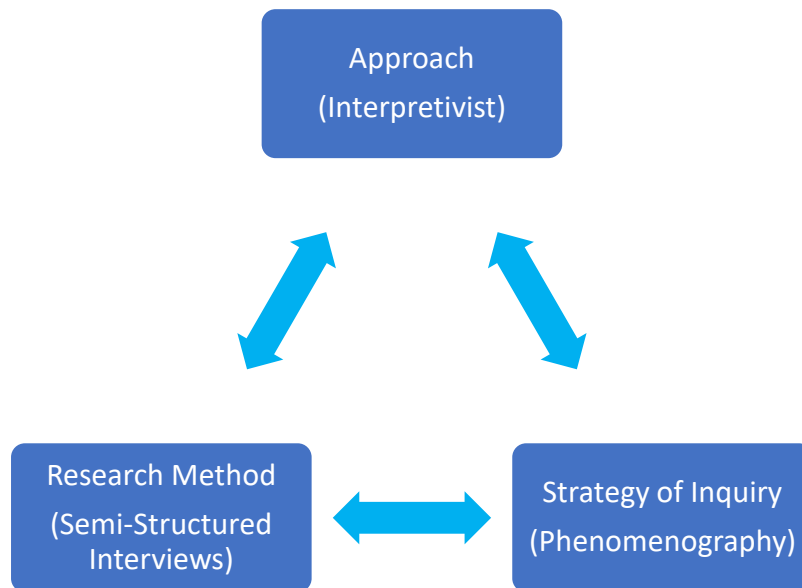 Approach
(Interpretivist)
Research Method
(Semi-Structured
Interviews)
Strategy of Inquiry
(Phenomenography)